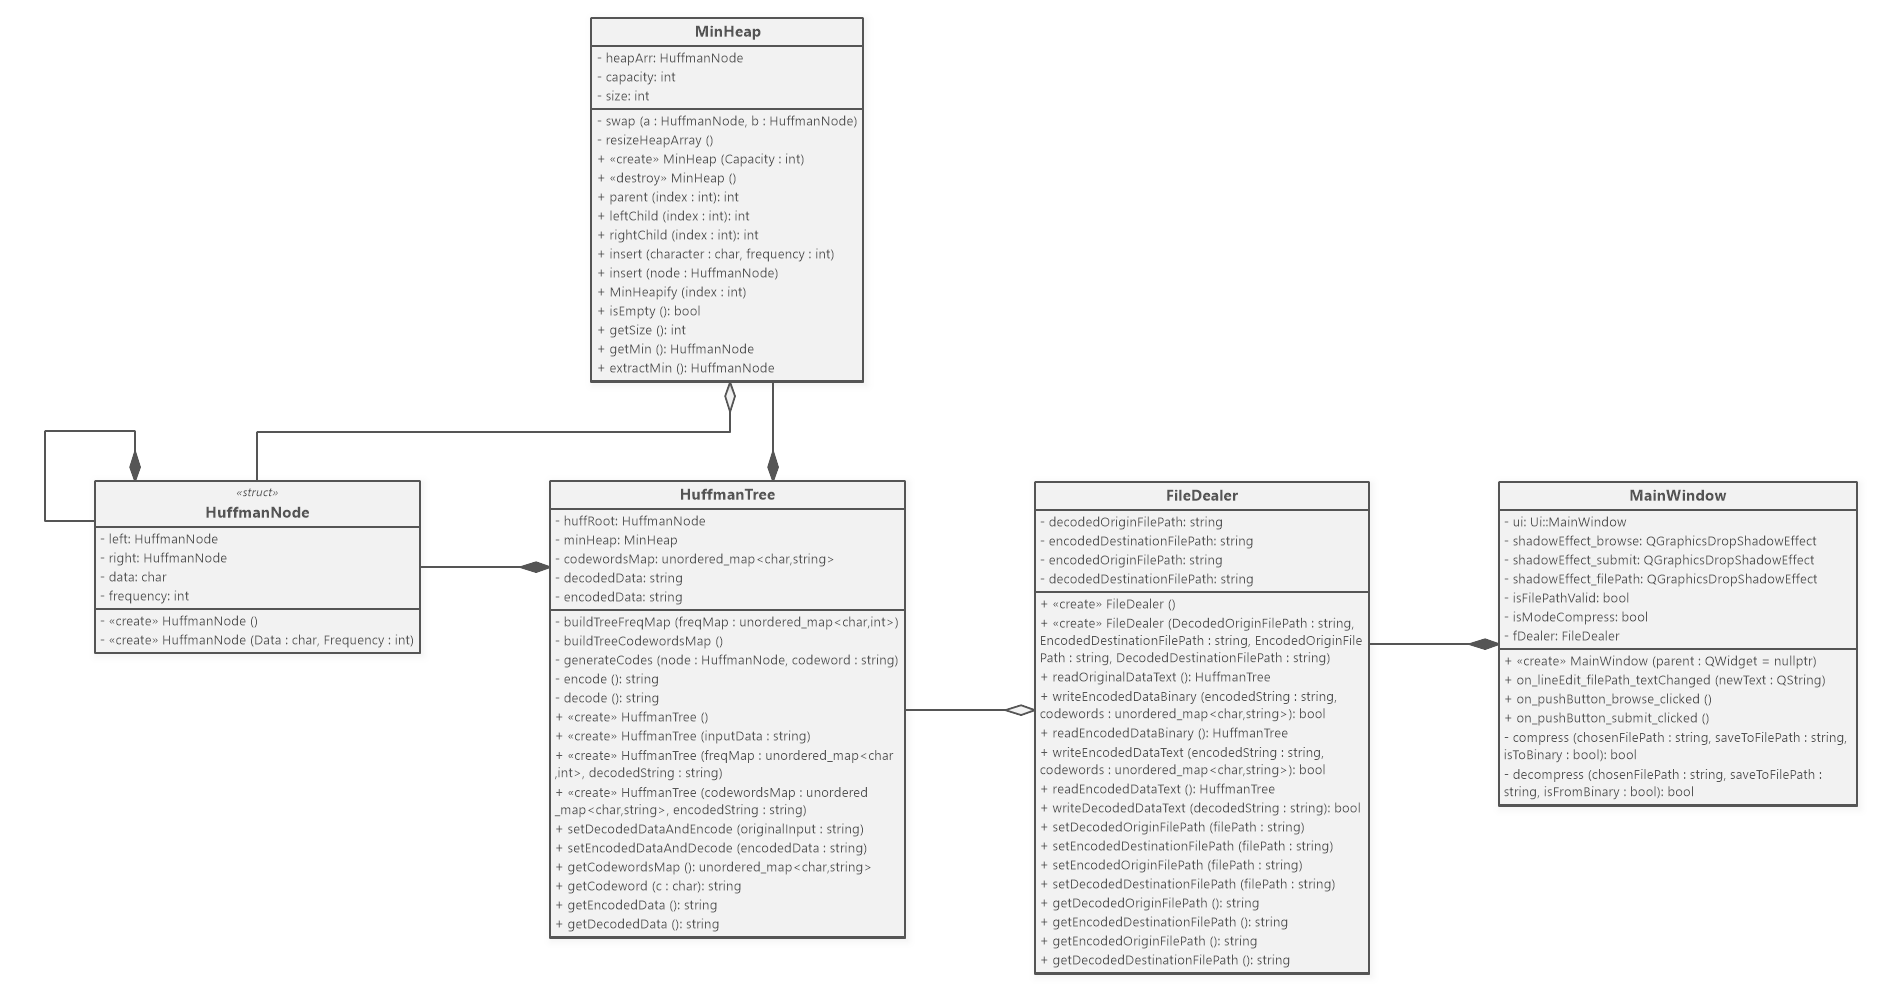 MinHeap
- heapArr: HuffmanNode
- capacity: int
- size: int
- swap (a : HuffmanNode, b : HuffmanNode)
- resizeHeapArray ()
+ «create» MinHeap (Capacity : int)
+ «destroy» MinHeap ()
+ parent (index : int): int
+ leftChild (index : int): int
+ rightChild (index : int): int
+ insert (character : char, frequency : int)
+ insert (node : HuffmanNode)
+ MinHeapify (index : int)
+ isEmpty (): bool
+ getSize (): int
+ getMin (): HuffmanNode
+ extractMin (): HuffmanNode
«struct»
HuffmanNode
- left: HuffmanNode
- right: HuffmanNode
- data: char
- frequency: int
- «create» HuffmanNode ()
- «create» HuffmanNode (Data : char, Frequency : int)
HuffmanTree
- huffRoot: HuffmanNode
- minHeap: MinHeap
- codewordsMap: unordered_map<char,string>
- decodedData: string
- encodedData: string
- buildTreeFreqMap (freqMap : unordered_map<char,int>)
- buildTreeCodewordsMap ()
- generateCodes (node : HuffmanNode, codeword : string)
- encode (): string
- decode (): string
+ «create» HuffmanTree ()
+ «create» HuffmanTree (inputData : string)
+ «create» HuffmanTree (freqMap : unordered_map<char
,int>, decodedString : string)
+ «create» HuffmanTree (codewordsMap : unordered
_map<char,string>, encodedString : string)
+ setDecodedDataAndEncode (originalInput : string)
+ setEncodedDataAndDecode (encodedData : string)
+ getCodewordsMap (): unordered_map<char,string>
+ getCodeword (c : char): string
+ getEncodedData (): string
+ getDecodedData (): string
FileDealer
- decodedOriginFilePath: string
- encodedDestinationFilePath: string
- encodedOriginFilePath: string
- decodedDestinationFilePath: string
+ «create» FileDealer ()
+ «create» FileDealer (DecodedOriginFilePath : string,
EncodedDestinationFilePath : string, EncodedOriginFile
Path : string, DecodedDestinationFilePath : string)
+ readOriginalDataText (): HuffmanTree
+ writeEncodedDataBinary (encodedString : string,
codewords : unordered_map<char,string>): bool
+ readEncodedDataBinary (): HuffmanTree
+ writeEncodedDataText (encodedString : string,
codewords : unordered_map<char,string>): bool
+ readEncodedDataText (): HuffmanTree
+ writeDecodedDataText (decodedString : string): bool
+ setDecodedOriginFilePath (filePath : string)
+ setEncodedDestinationFilePath (filePath : string)
+ setEncodedOriginFilePath (filePath : string)
+ setDecodedDestinationFilePath (filePath : string)
+ getDecodedOriginFilePath (): string
+ getEncodedDestinationFilePath (): string
+ getEncodedOriginFilePath (): string
+ getDecodedDestinationFilePath (): string
MainWindow
- ui: Ui::MainWindow
- shadowEffect_browse: QGraphicsDropShadowEffect
- shadowEffect_submit: QGraphicsDropShadowEffect
- shadowEffect_filePath: QGraphicsDropShadowEffect
- isFilePathValid: bool
- isModeCompress: bool
- fDealer: FileDealer
+ «create» MainWindow (parent : QWidget = nullptr)
+ on_lineEdit_filePath_textChanged (newText : QString)
+ on_pushButton_browse_clicked ()
+ on_pushButton_submit_clicked ()
- compress (chosenFilePath : string, saveToFilePath : string,
isToBinary : bool): bool
- decompress (chosenFilePath : string, saveToFilePath :
string, isFromBinary : bool): bool